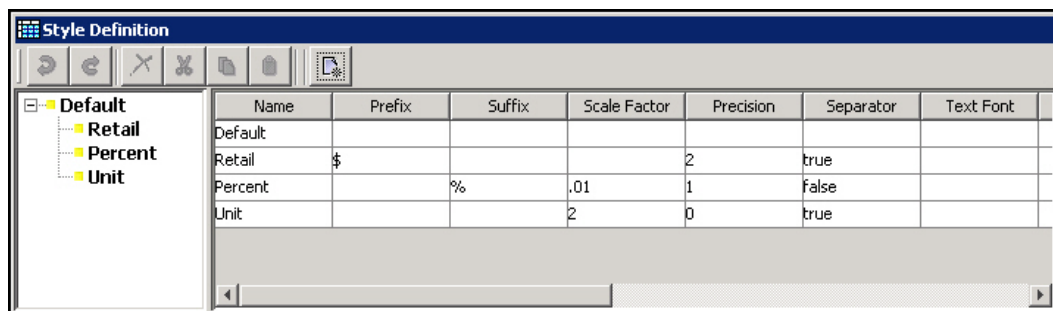 Style Definition
Default
Retail
Percent
Unit
Name Prefix Suffix Scale Factor Precision Separator Text Font
Default
Retail $ 2 true
Percent % .01 1 false
Unit 2 0 true